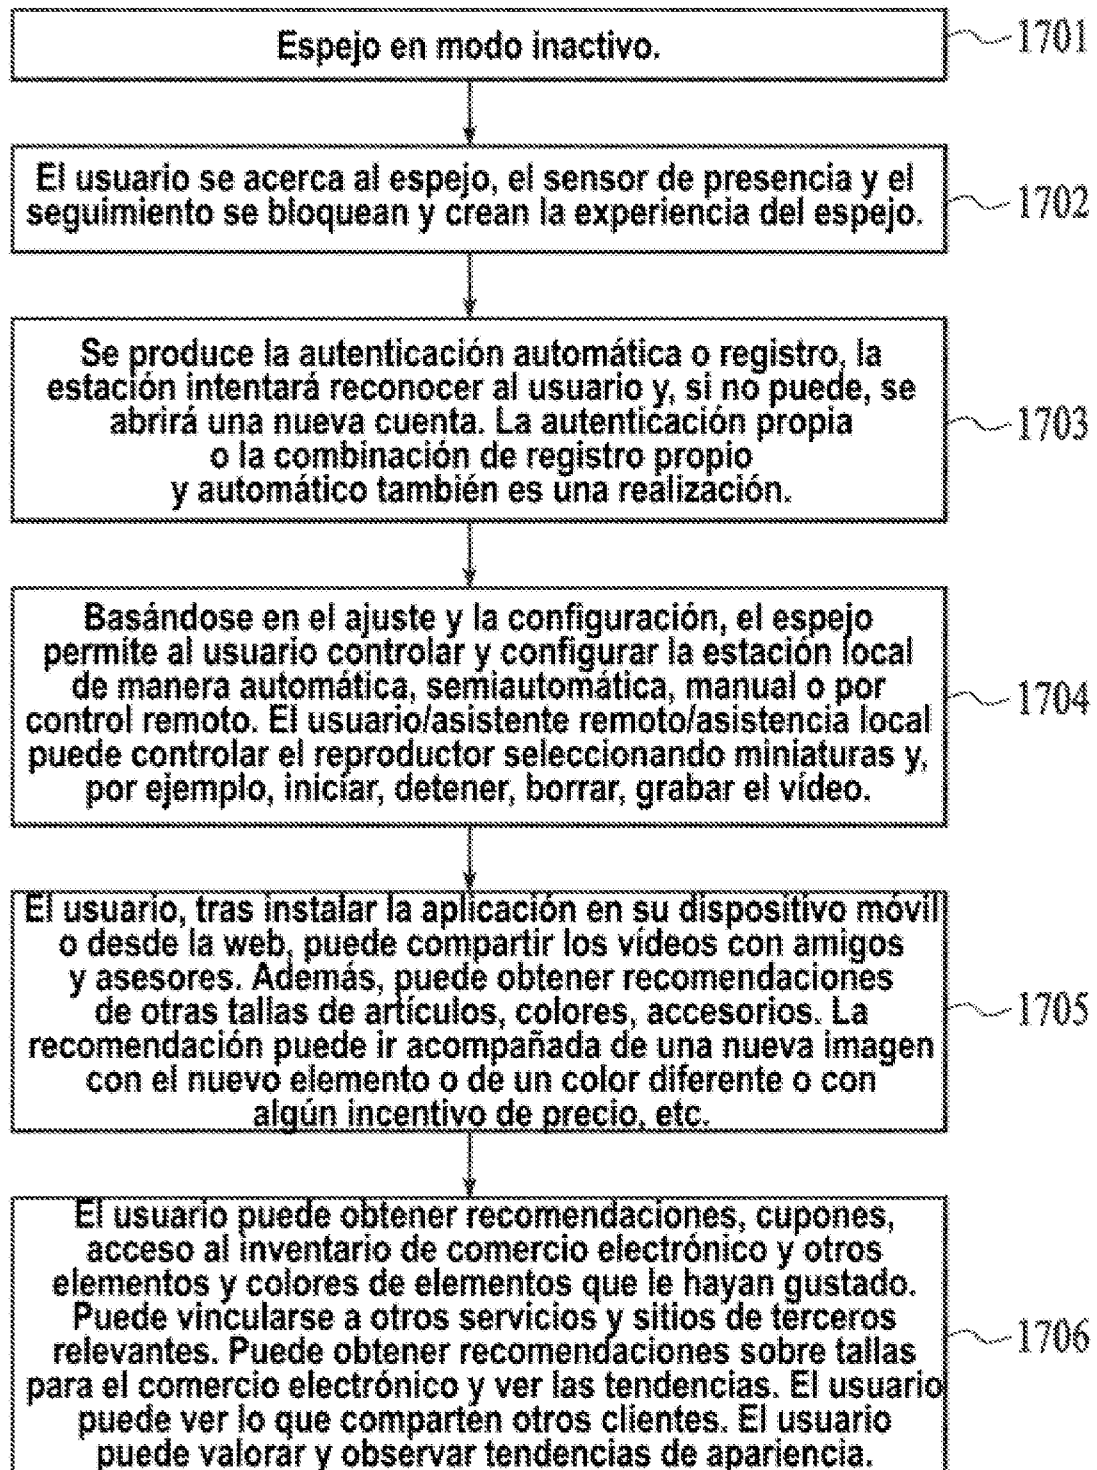 Espejo en modo inactivo.
1701
El usuario se acerca al espejo, el sensor de presencia y el
seguimiento se bloquean y crean la experiencia del espejo.
1702
Se produce la autenticación automática o registro, la
estación intentará reconocer al usuario y, si no puede, se
abrirá una nueva cuenta. La autenticación propia
o la combinación de registro propio
y automático también es una realización.
1703
Basándose en el ajuste y la configuración, el espejo
permite al usuario controlar y configurar la estación local
de manera automática, semiautomática, manual o por
control remoto. El usuario/asistente remoto/asistencia local
puede controlar el reproductor seleccionando miniaturas y,
por ejemplo, iniciar, detener, borrar, grabar el vídeo.
1704
El usuario, tras instalar la aplicación en su dispositivo móvil
o desde la web, puede compartir los vídeos con amigos
y asesores. Además, puede obtener recomendaciones
de otras tallas de artículos, colores, accesorios. La
recomendación puede ir acompañada de una nueva imagen
con el nuevo elemento o de un color diferente o con
algún incentivo de precio, etc.
1705
El usuario puede obtener recomendaciones, cupones,
acceso al inventario de comercio electrónico y otros
elementos y colores de elementos que le hayan gustado.
Puede vincularse a otros servicios y sitios de terceros
relevantes. Puede obtener recomendaciones sobre tallas
para el comercio electrónico y ver las tendencias. El usuario
puede ver lo que comparten otros clientes. El usuario
puede valorar y observar tendencias de apariencia.
1706